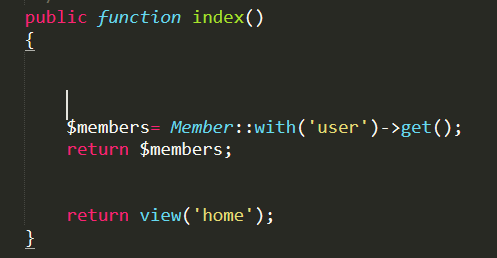 public function index()
{
$members= Member::with('user')->get();
return $members;
return view('home');
}